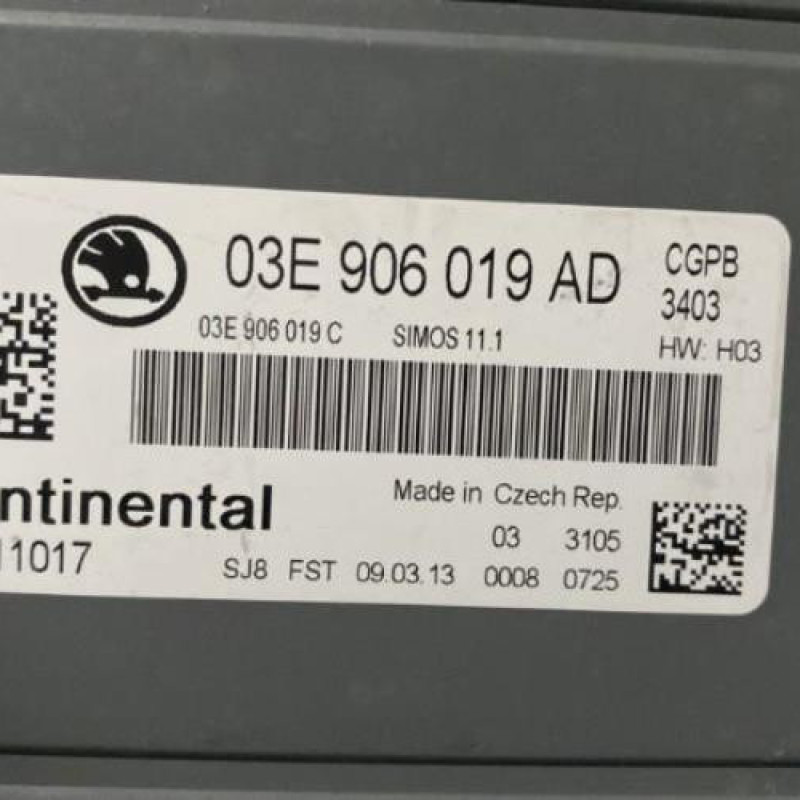 03E 906 019 AD CGPB
3403
03E 906 019 C SIMOS 11.1 HW: H03
ntinental Made in Czech Rep.
03 3105
11017 SJ8 FST 09.03.13 0008 0725